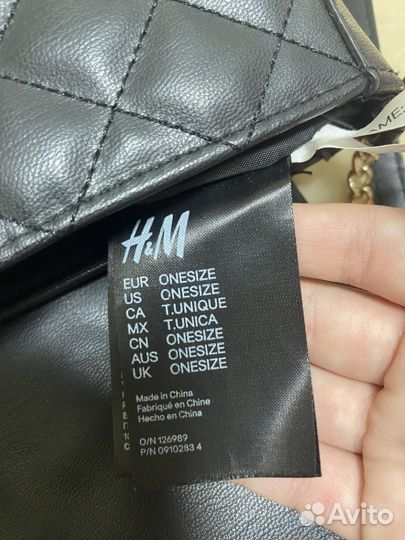 AME:
H&M
EUR ONESIZE
US ONESIZE
CA T.UNIQUE
MX T.UNICA
CN ONESIZE
AUS ONESIZE
UK ONESIZE
Made in China
Fabriqué en Chine
Hecho en China
O/N 126989
P/N 0910283 4
Avito